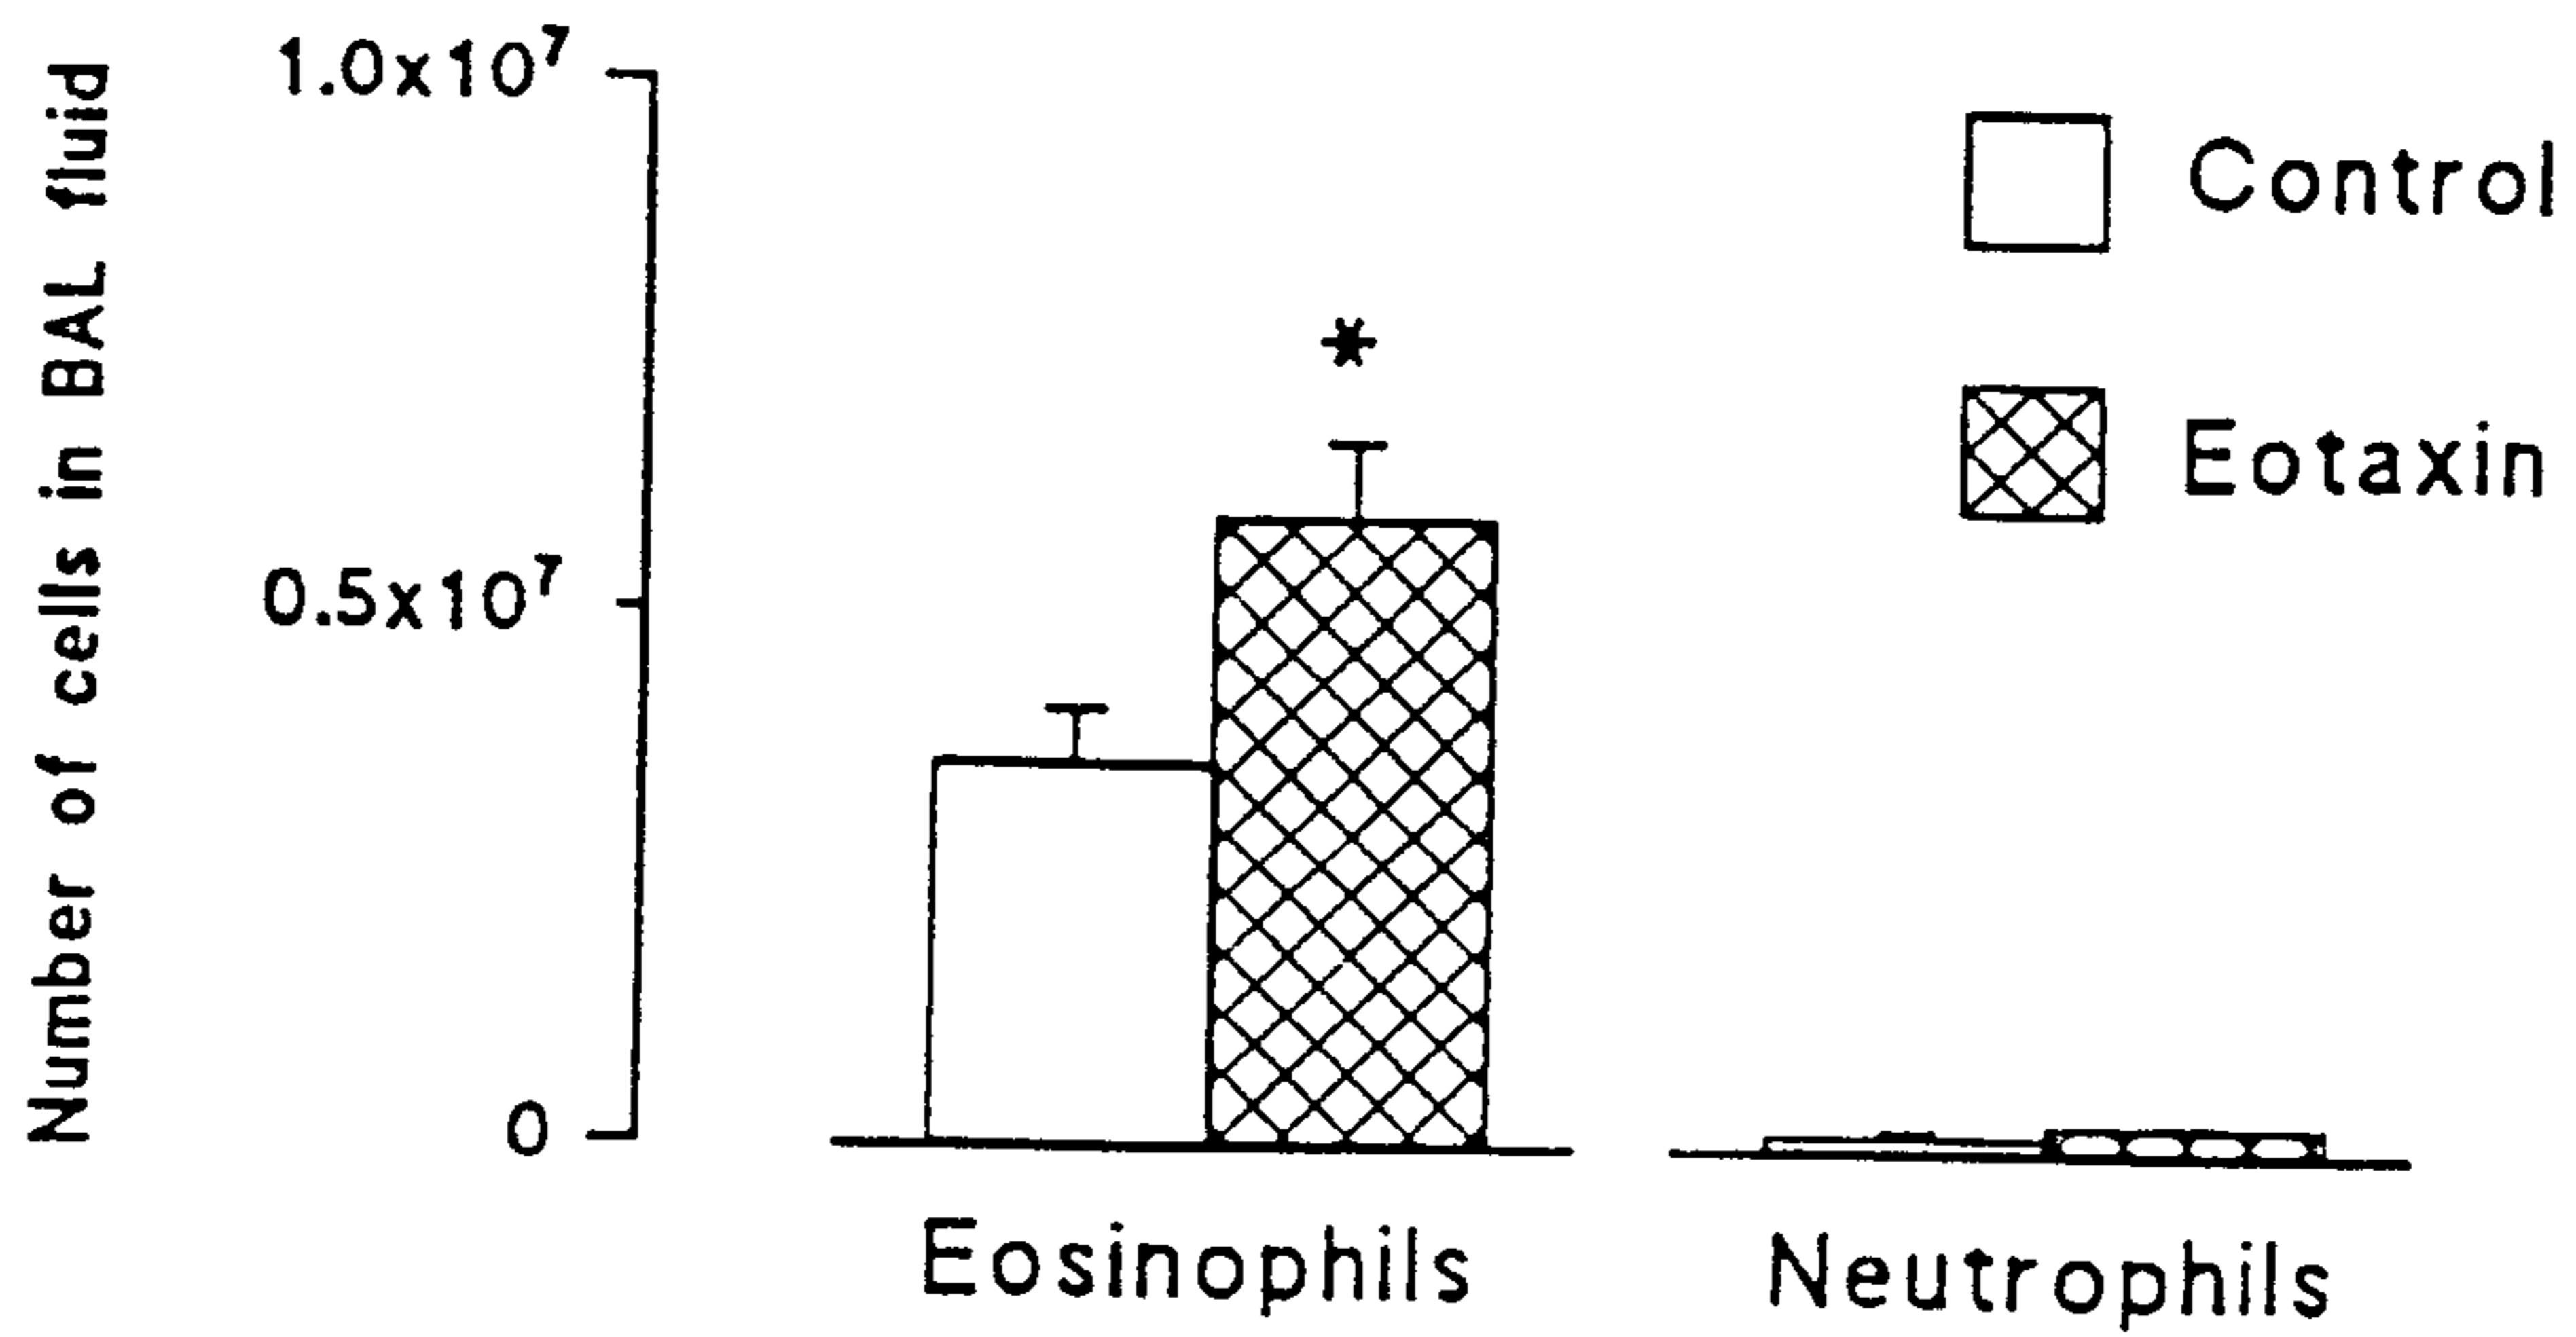 Number of cells in BAL fluid
1.0x10⁷
0.5x10⁷
0
*
Control
Eotaxin
Eosinophils
Neutrophils